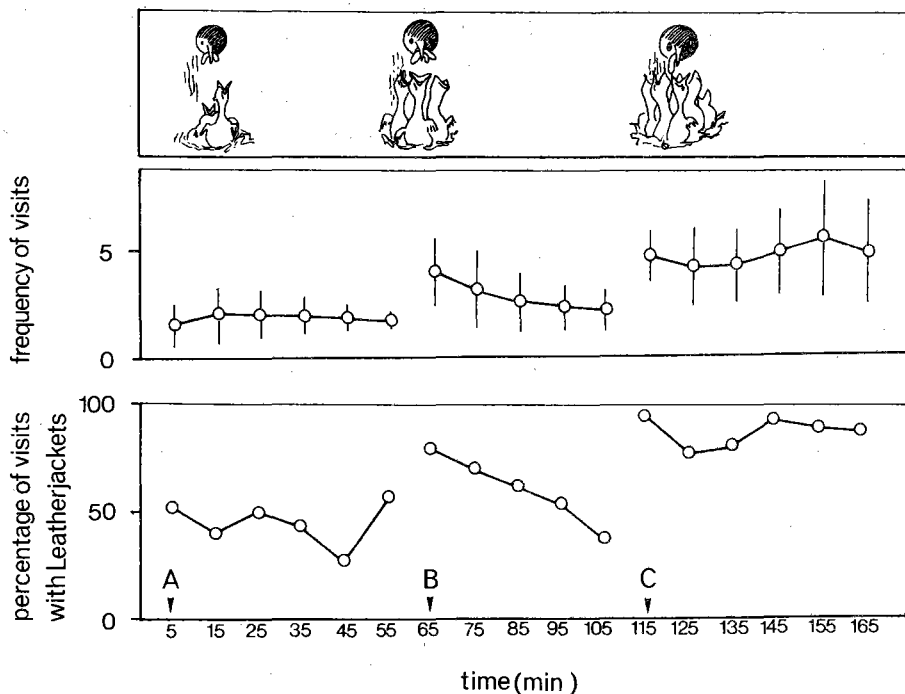 frequency of visits
5
0
percentage of visits
with Leatherjackets
100
50
0
A
B
C
5 15 25 35 45 55 65 75 85 95 105 115 125 135 145 155 165
time (min )